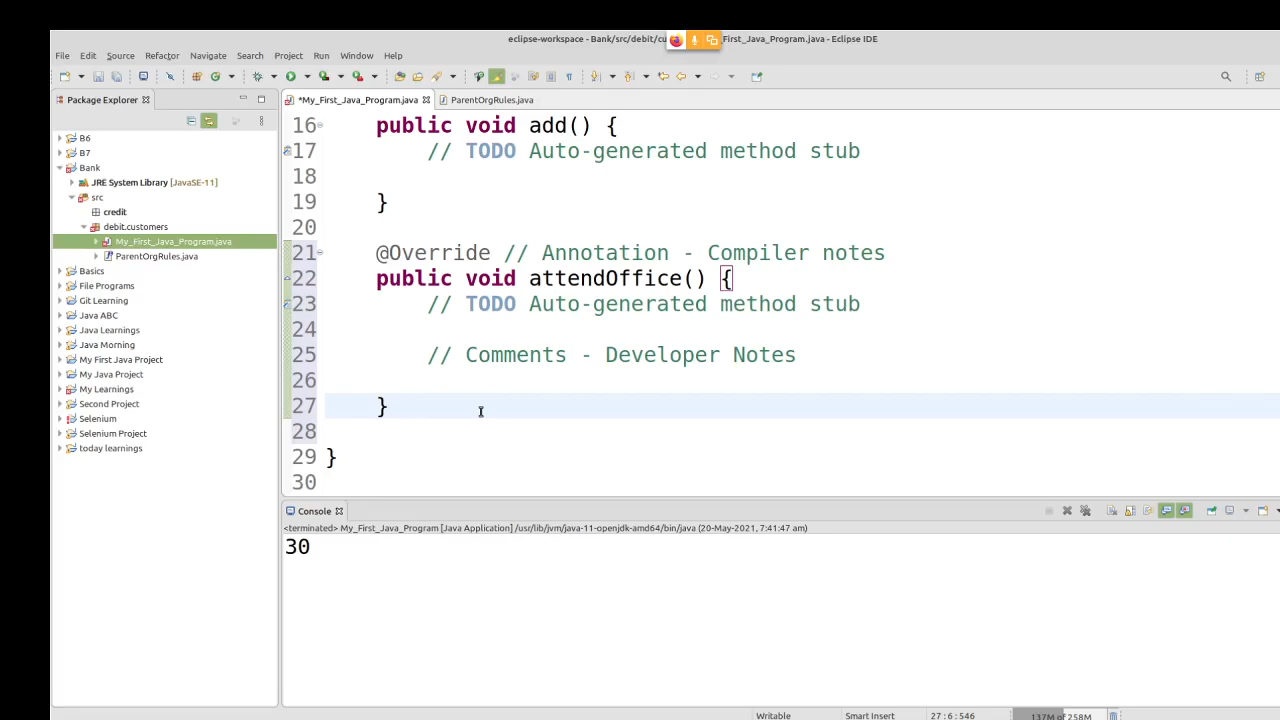 eclipse-workspace - Bank/src/debit/cu
_First_Java_Program.java - Eclipse IDE
File Edit Source Refactor Navigate Search Project Run Window Help
Package Explorer
*My_First_Java_Program.java
ParentOrgRules.java
B6
B7
Bank
JRE System Library [JavaSE-11]
src
credit
debit.customers
My_First_Java_Program.java
ParentOrgRules.java
Basics
File Programs
Git Learning
Java ABC
Java Learnings
Java Morning
My First Java Project
My Java Project
My Learnings
Second Project
Selenium
Selenium Project
today learnings
16 public void add() {
17 // TODO Auto-generated method stub
18
19 }
20
21 @Override // Annotation - Compiler notes
22 public void attendOffice() {
23 // TODO Auto-generated method stub
24
25 // Comments - Developer Notes
26
27 }
28
29 }
30
Console
<terminated> My_First_Java_Program [Java Application] /usr/lib/jvm/java-11-openjdk-amd64/bin/java (20-May-2021, 7:41:47 am)
30
Writable Smart Insert 27 : 6 : 546 137M of 258M